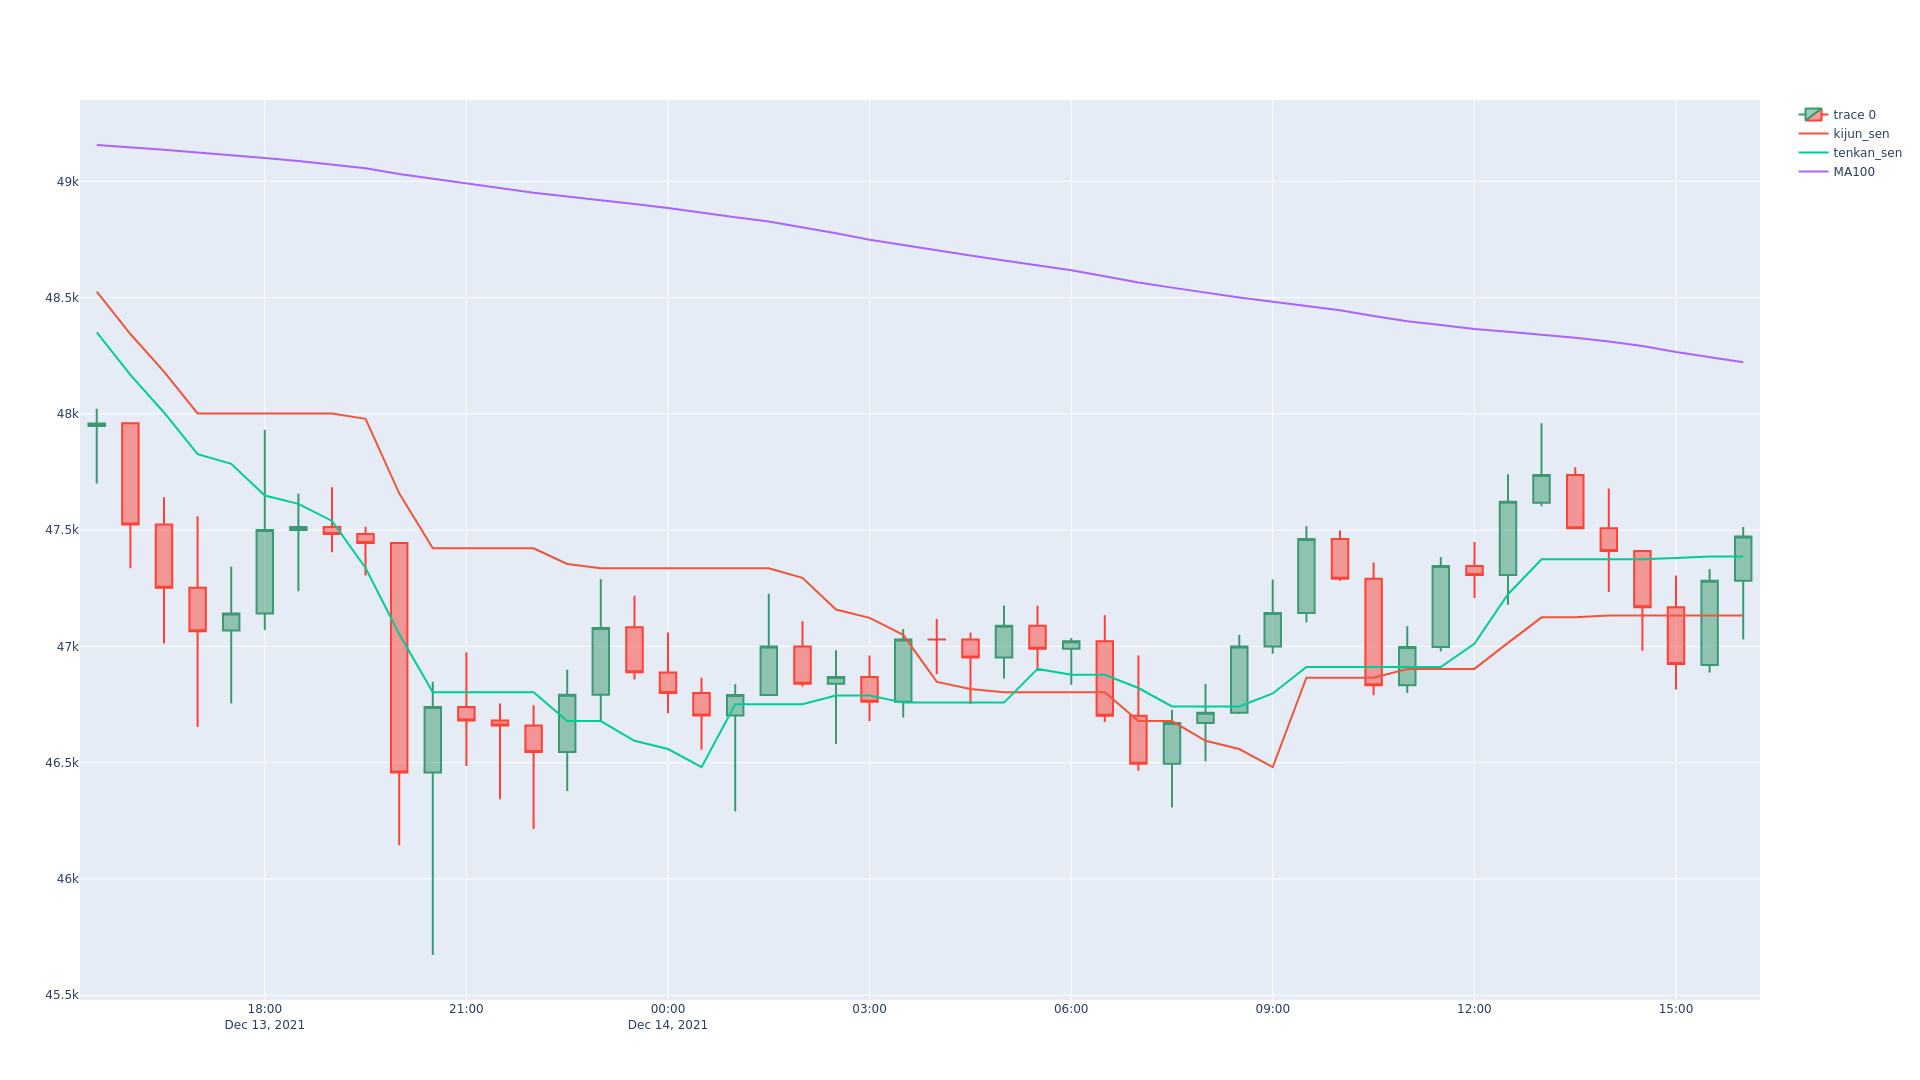 trace 0
kijun_sen
tenkan_sen
MA100
49k
48.5k
48k
47.5k
47k
46.5k
46k
45.5k
18:00 21:00 00:00 03:00 06:00 09:00 12:00 15:00
Dec 13, 2021 Dec 14, 2021